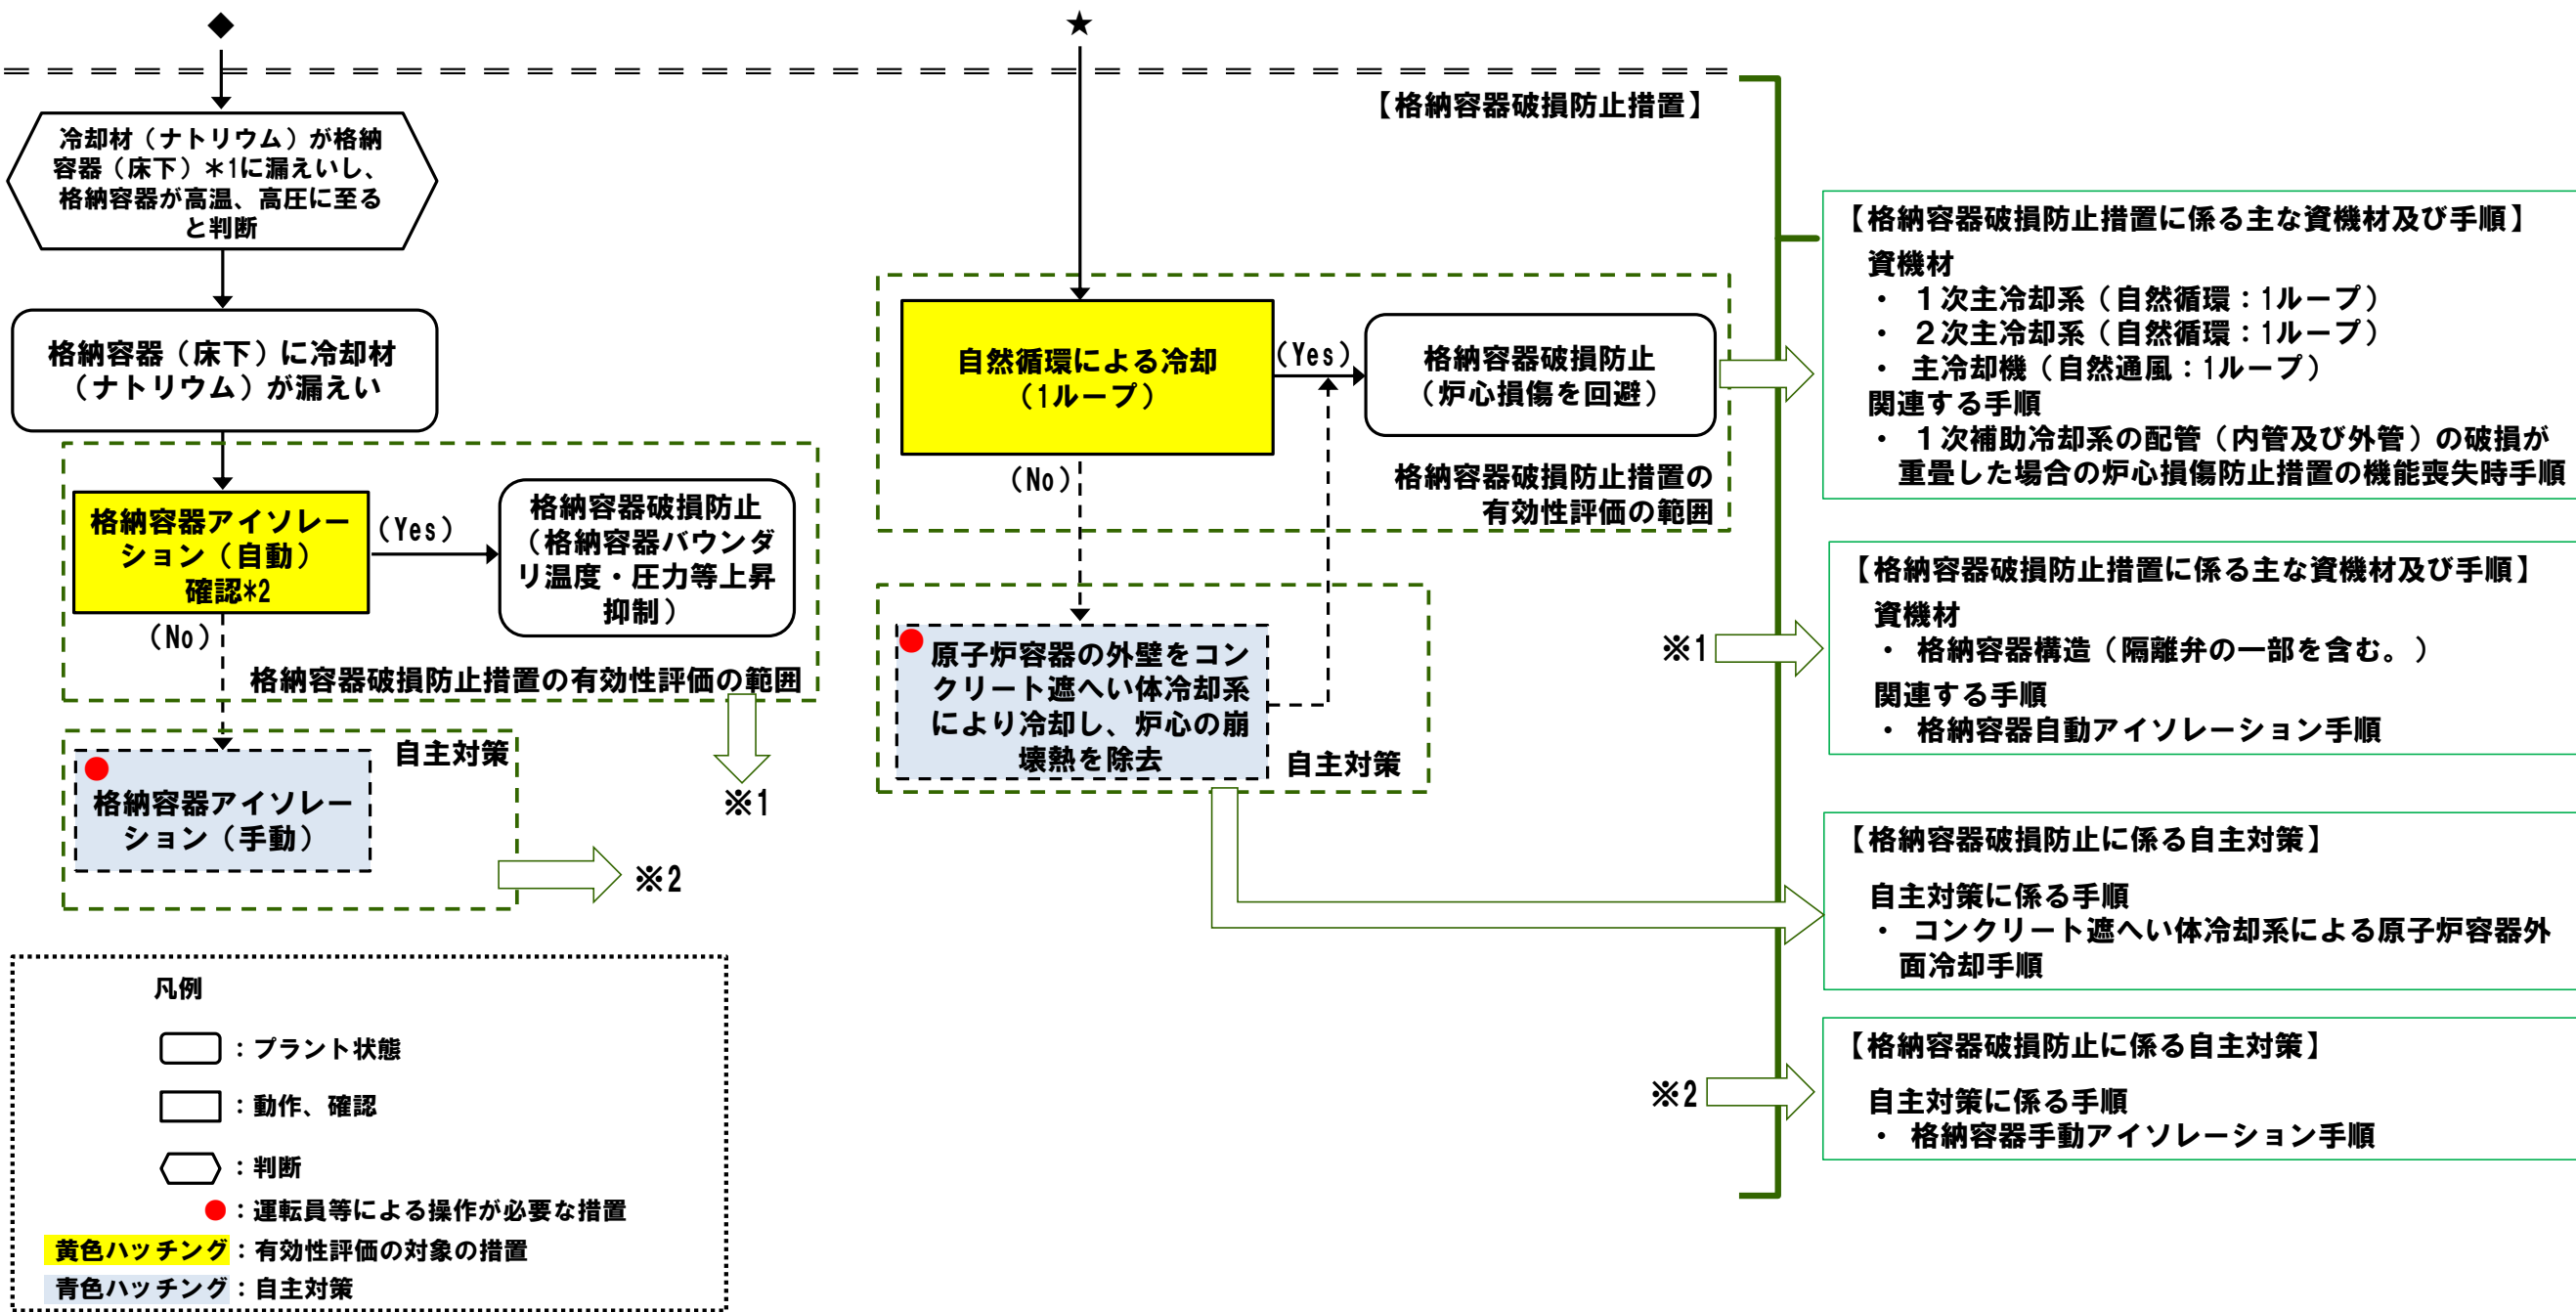 ◆
★
【格納容器破損防止措置】
冷却材（ナトリウム）が格納
容器（床下）＊1に漏えいし、
格納容器が高温、高圧に至る
と判断
格納容器（床下）に冷却材
（ナトリウム）が漏えい
格納容器アイソレー
ション（自動）
確認*2
（Yes）
格納容器破損防止
（格納容器バウンダ
リ温度・圧力等上昇
抑制）
（No）
格納容器破損防止措置の有効性評価の範囲
自主対策
格納容器アイソレー
ション（手動）
※1
※2
自然循環による冷却
（1ループ）
（Yes）
格納容器破損防止
（炉心損傷を回避）
（No）
格納容器破損防止措置の
有効性評価の範囲
原子炉容器の外壁をコン
クリート遮へい体冷却系
により冷却し、炉心の崩
壊熱を除去
自主対策
【格納容器破損防止措置に係る主な資機材及び手順】
資機材
・ 1次主冷却系（自然循環：1ループ）
・ 2次主冷却系（自然循環：1ループ）
・ 主冷却機（自然通風：1ループ）
関連する手順
・ 1次補助冷却系の配管（内管及び外管）の破損が
重畳した場合の炉心損傷防止措置の機能喪失時手順
※1
【格納容器破損防止措置に係る主な資機材及び手順】
資機材
・ 格納容器構造（隔離弁の一部を含む。）
関連する手順
・ 格納容器自動アイソレーション手順
【格納容器破損防止に係る自主対策】
自主対策に係る手順
・ コンクリート遮へい体冷却系による原子炉容器外
面冷却手順
※2
【格納容器破損防止に係る自主対策】
自主対策に係る手順
・ 格納容器手動アイソレーション手順
凡例
：プラント状態
：動作、確認
：判断
：運転員等による操作が必要な措置
黄色ハッチング：有効性評価の対象の措置
青色ハッチング：自主対策